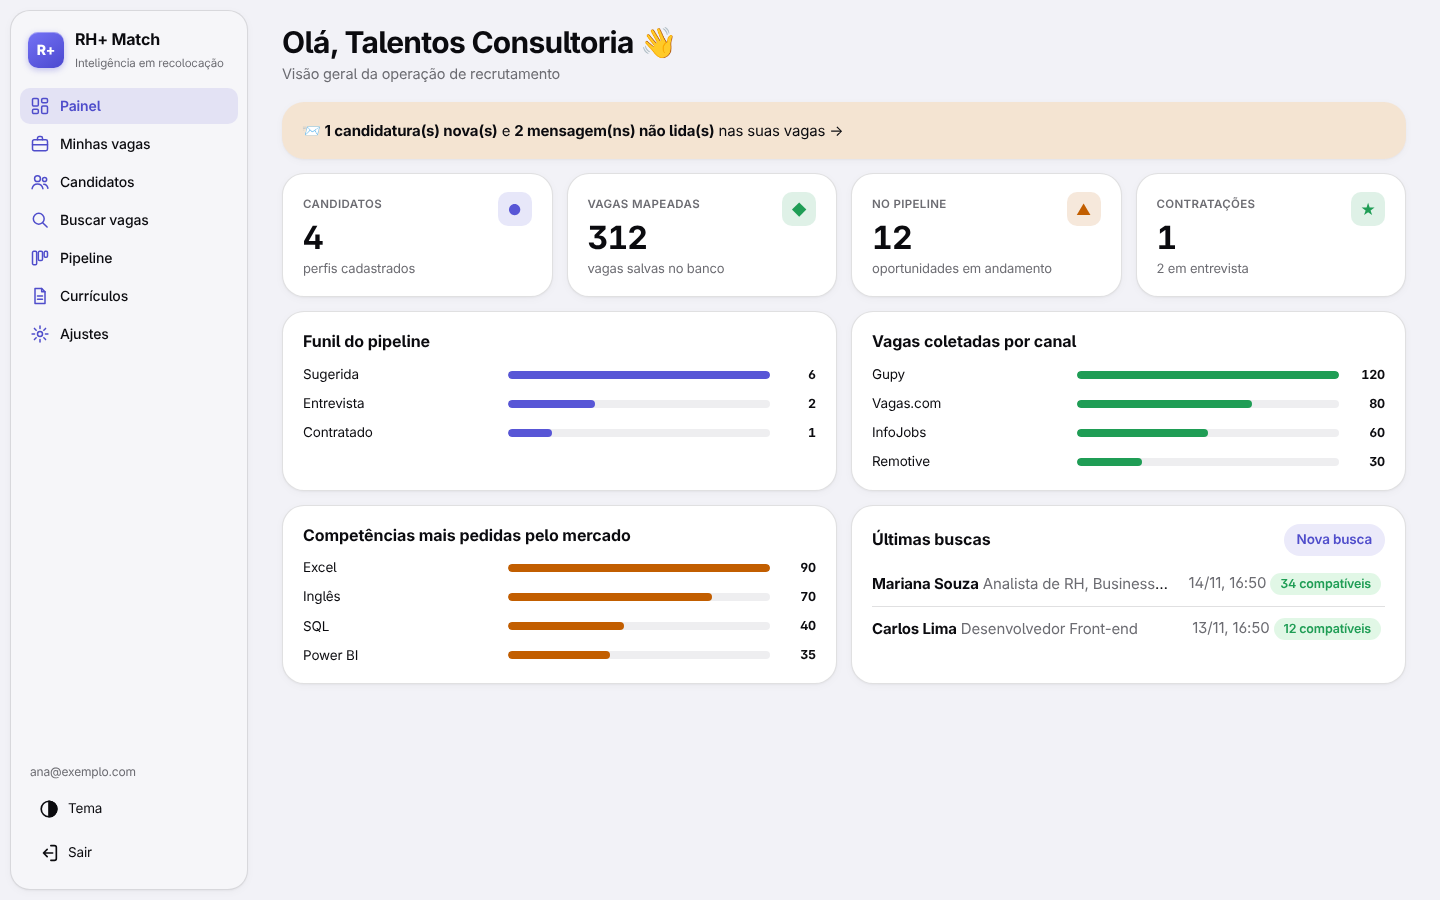 R+
RH+ Match
Inteligência em recolocação
Painel
Minhas vagas
Candidatos
Buscar vagas
Pipeline
Currículos
Ajustes
ana@exemplo.com
Tema
Sair
Olá, Talentos Consultoria 👋
Visão geral da operação de recrutamento
📨 1 candidatura(s) nova(s) e 2 mensagem(ns) não lida(s) nas suas vagas →
CANDIDATOS
4
perfis cadastrados
VAGAS MAPEADAS
312
vagas salvas no banco
NO PIPELINE
12
oportunidades em andamento
CONTRATAÇÕES
1
2 em entrevista
Funil do pipeline
Sugerida 6
Entrevista 2
Contratado 1
Vagas coletadas por canal
Gupy 120
Vagas.com 80
InfoJobs 60
Remotive 30
Competências mais pedidas pelo mercado
Excel 90
Inglês 70
SQL 40
Power BI 35
Últimas buscas Nova busca
Mariana Souza Analista de RH, Business... 14/11, 16:50 34 compatíveis
Carlos Lima Desenvolvedor Front-end 13/11, 16:50 12 compatíveis